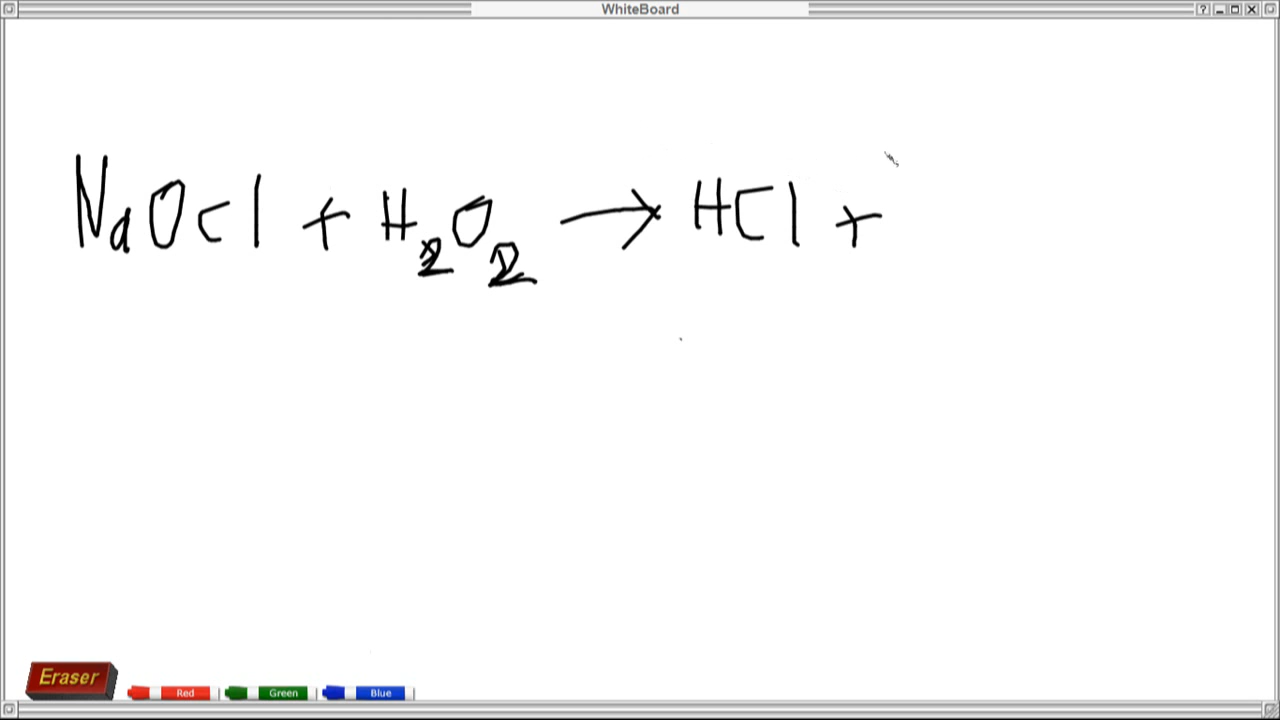 WhiteBoard
NaOCl + H₂O₂ → HCl +
Eraser
Red
Green
Blue